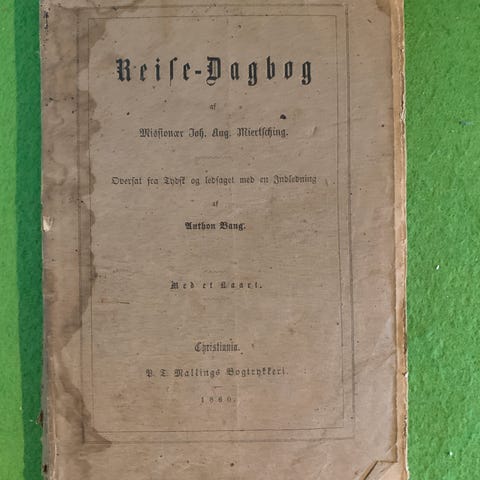 Reise-Dagbog
af
Missionær Joh. Aug. Miertsching.
Oversat fra Tydsk og ledsaget med en Indledning
af
Anthon Bang.
Med et Kaart.
Christiania.
P. T. Mallings Bogtrykkeri.
1860.